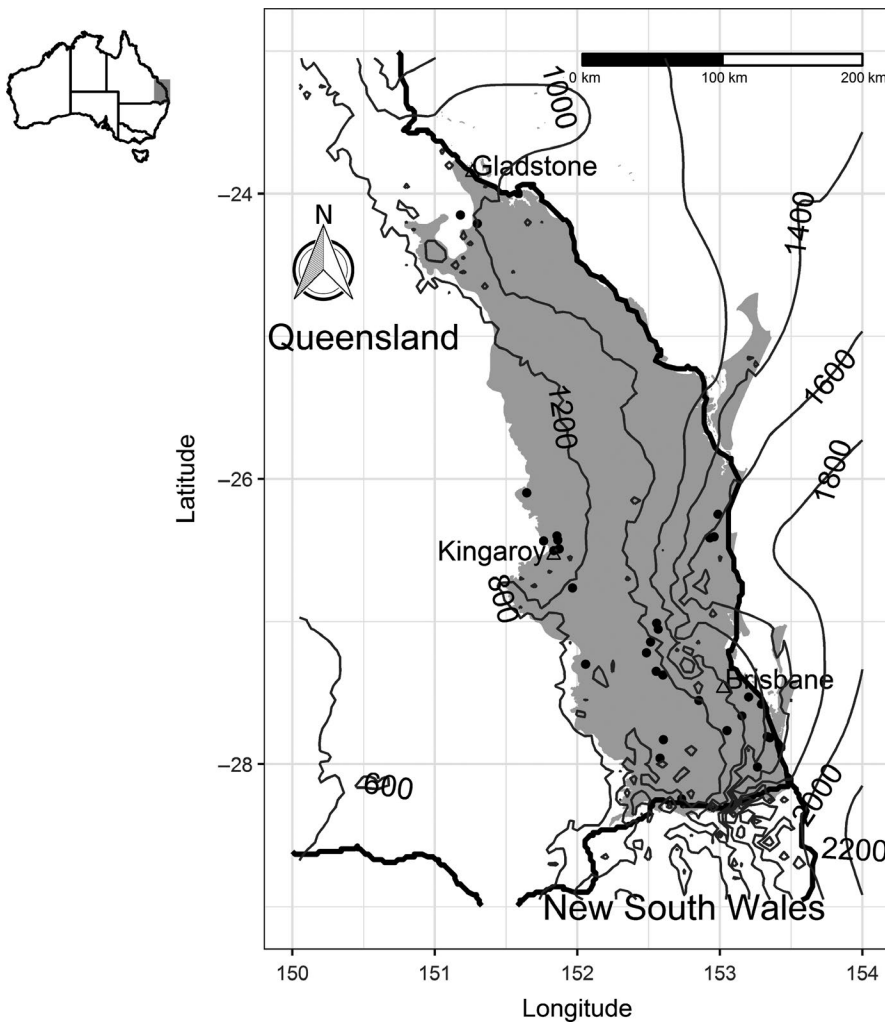 0 km 100 km 200 km
1000
Gladstone
−24
1400
N
Queensland
1600
1200
1800
−26
Latitude
Kingaroy
800
Brisbane
−28
600
2000
2200
New South Wales
150 151 152 153 154
Longitude